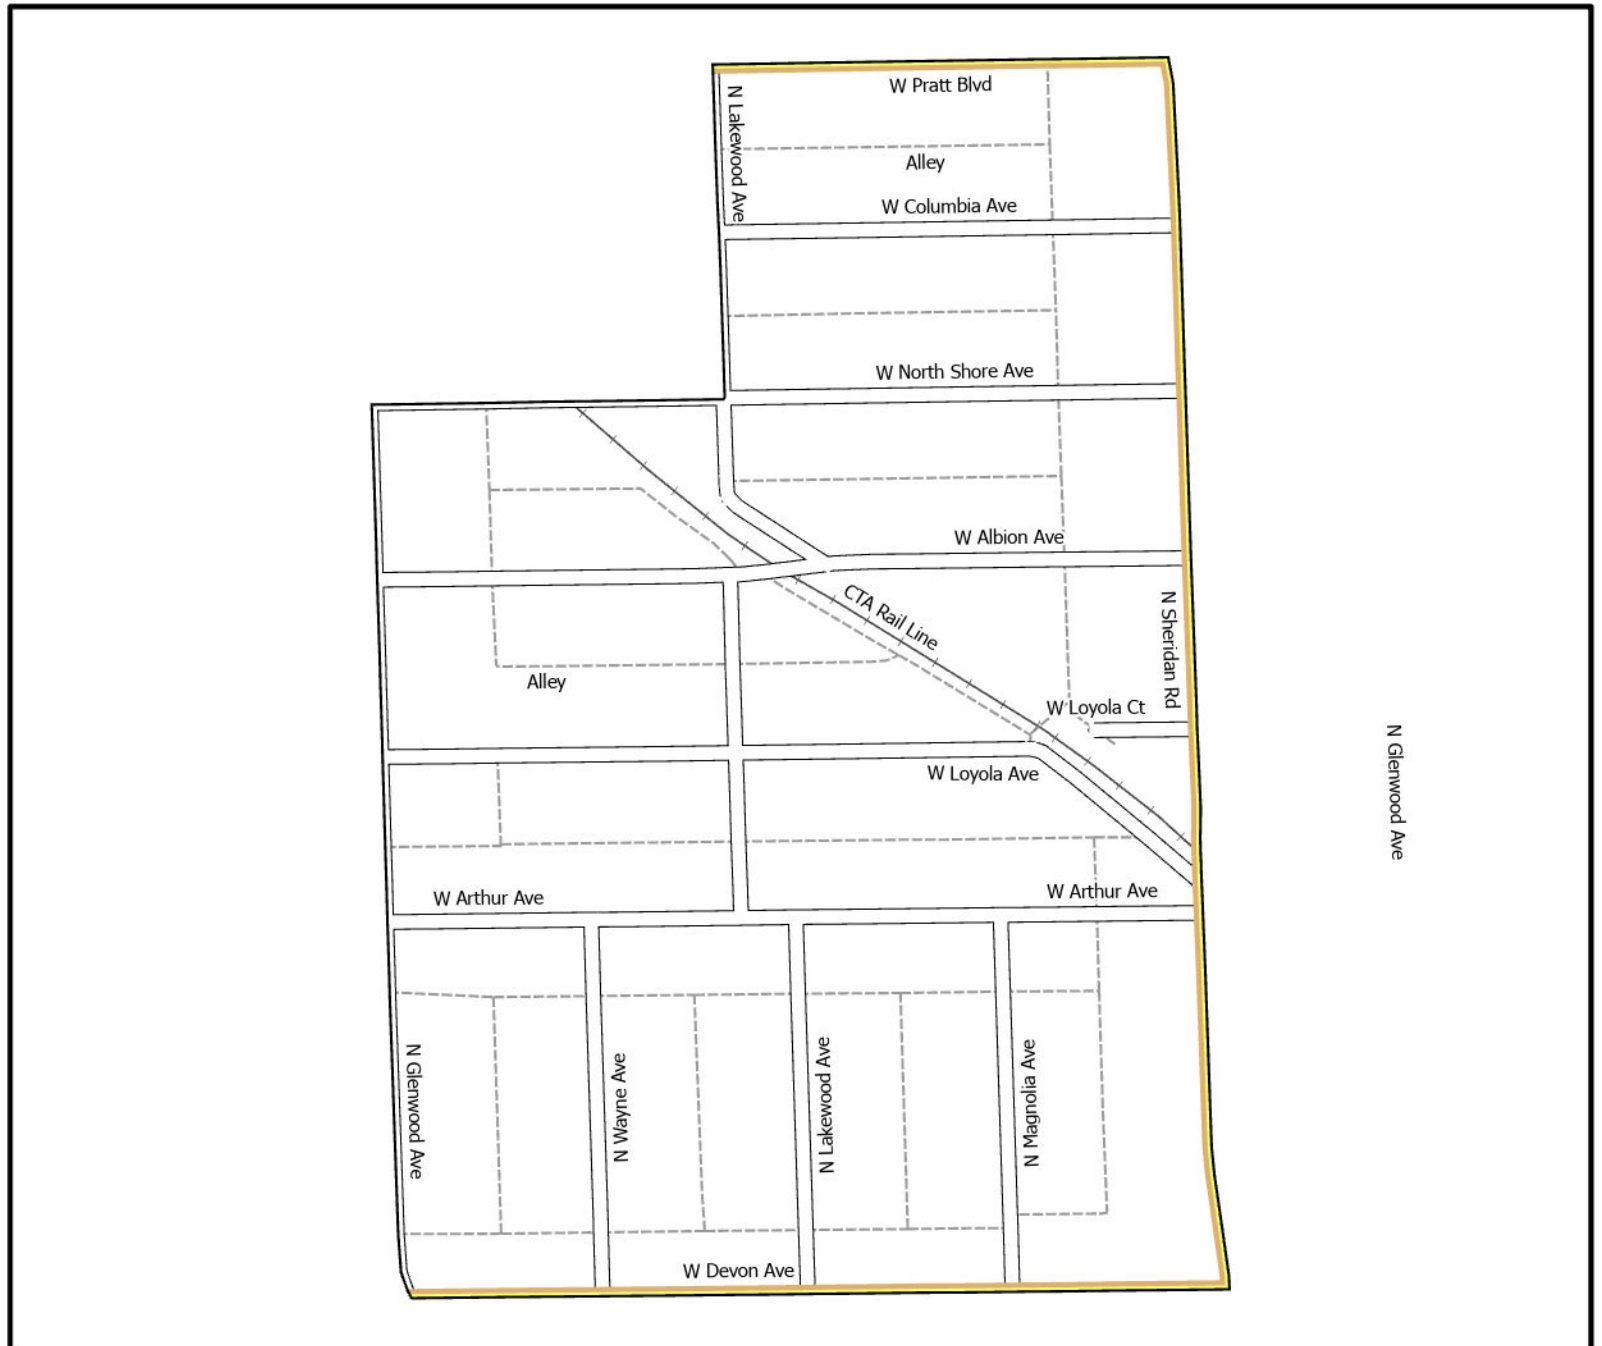 W Pratt Blvd
N Lakewood Ave
Alley
W Columbia Ave
W North Shore Ave
W Albion Ave
CTA Rail Line
N Sheridan Rd
Alley
W Loyola Ct
N Glenwood Ave
W Loyola Ave
W Arthur Ave
W Arthur Ave
N Glenwood Ave
N Wayne Ave
N Lakewood Ave
N Magnolia Ave
W Devon Ave